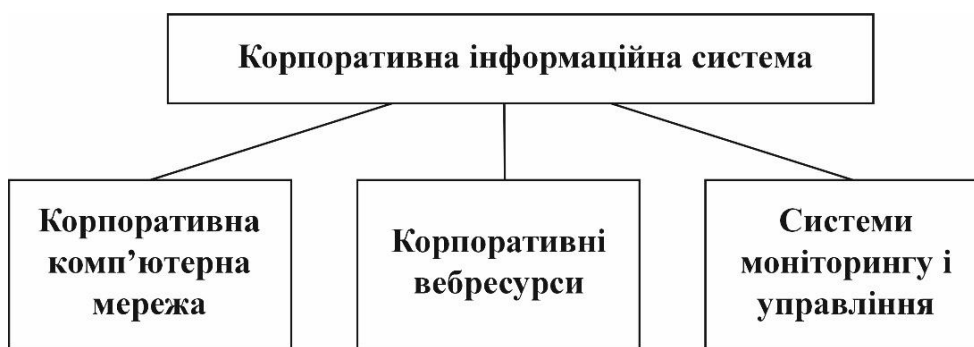 Корпоративна інформаційна система
Корпоративна
комп’ютерна
мережа
Корпоративні
вебресурси
Системи
моніторингу і
управління